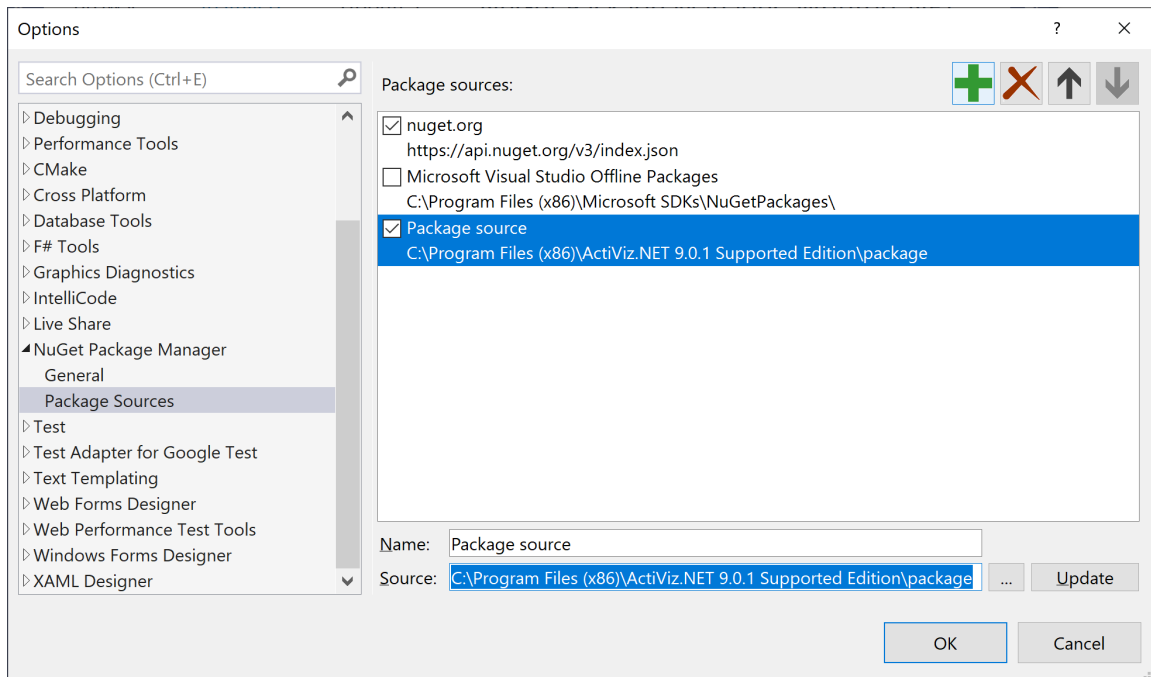 Options
?
Search Options (Ctrl+E)
Debugging
Performance Tools
CMake
Cross Platform
Database Tools
F# Tools
Graphics Diagnostics
IntelliCode
Live Share
NuGet Package Manager
General
Package Sources
Test
Test Adapter for Google Test
Text Templating
Web Forms Designer
Web Performance Test Tools
Windows Forms Designer
XAML Designer
Package sources:
nuget.org
https://api.nuget.org/v3/index.json
Microsoft Visual Studio Offline Packages
C:\Program Files (x86)\Microsoft SDKs\NuGetPackages\
Package source
C:\Program Files (x86)\ActiViz.NET 9.0.1 Supported Edition\package
Name: Package source
Source: C:\Program Files (x86)\ActiViz.NET 9.0.1 Supported Edition\package ... Update
OK Cancel